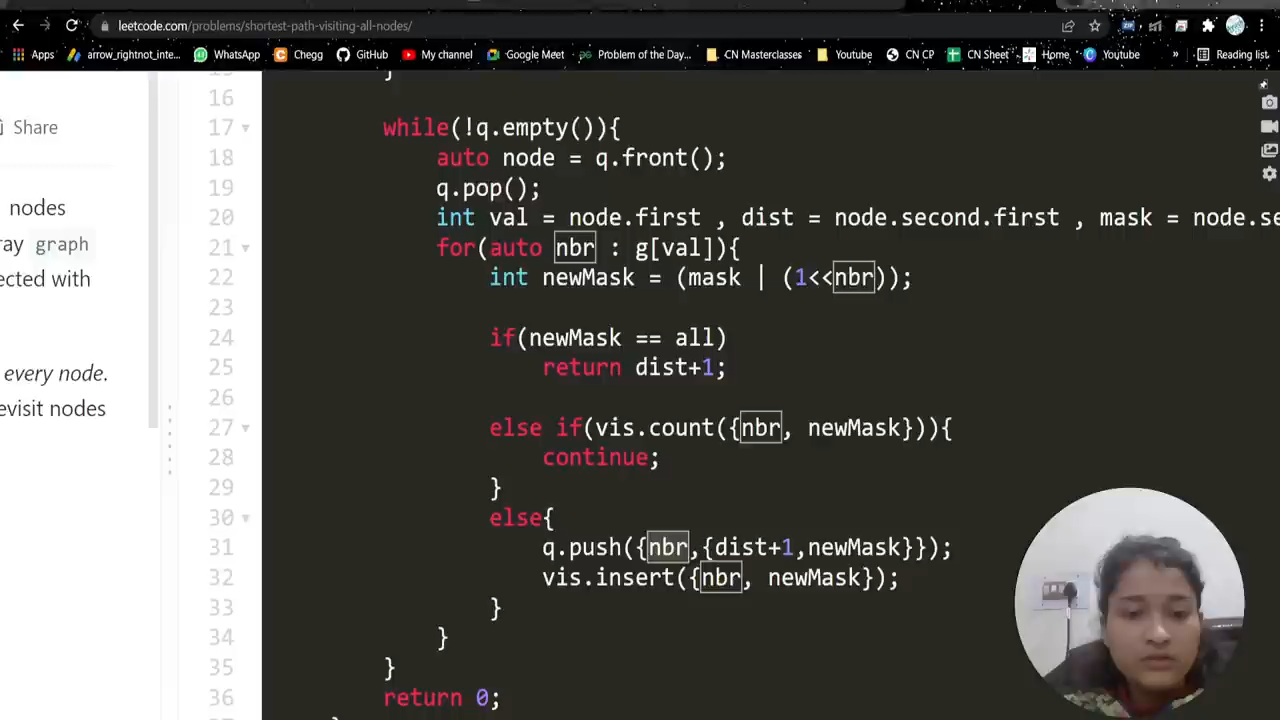 leetcode.com/problems/shortest-path-visiting-all-nodes/
Apps arrow_rightnot_inte... WhatsApp Chegg GitHub My channel Google Meet Problem of the Day... CN Masterclasses Youtube CN CP CN Sheet Home Youtube » Reading list
Share
nodes
ray graph
ected with
every node.
evisit nodes
16
17 while(!q.empty()){
18 auto node = q.front();
19 q.pop();
20 int val = node.first , dist = node.second.first , mask = node.se
21 for(auto nbr : g[val]){
22 int newMask = (mask | (1<<nbr));
23
24 if(newMask == all)
25 return dist+1;
26
27 else if(vis.count({nbr, newMask})){
28 continue;
29 }
30 else{
31 q.push({nbr,{dist+1,newMask}});
32 vis.insert({nbr, newMask});
33 }
34 }
35 }
36 return 0;